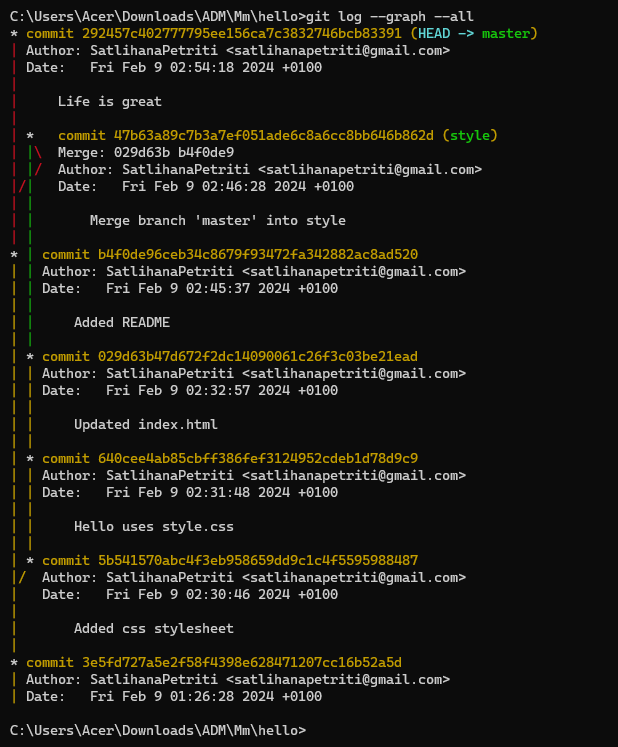 C:\Users\Acer\Downloads\ADM\Mm\hello>git log --graph --all
* commit 292457c402777795ee156ca7c3832746bcb83391 (HEAD -> master)
| Author: SatlihanaPetriti <satlihanapetriti@gmail.com>
| Date:   Fri Feb 9 02:54:18 2024 +0100
|
|     Life is great
|
| *   commit 47b63a89c7b3a7ef051ade6c8a6cc8bb646b862d (style)
| |\  Merge: 029d63b b4f0de9
| |/  Author: SatlihanaPetriti <satlihanapetriti@gmail.com>
|/|   Date:   Fri Feb 9 02:46:28 2024 +0100
| |
| |       Merge branch 'master' into style
| |
* | commit b4f0de96ceb34c8679f93472fa342882ac8ad520
| | Author: SatlihanaPetriti <satlihanapetriti@gmail.com>
| | Date:   Fri Feb 9 02:45:37 2024 +0100
| |
| |     Added README
| |
| * commit 029d63b47d672f2dc14090061c26f3c03be21ead
| | Author: SatlihanaPetriti <satlihanapetriti@gmail.com>
| | Date:   Fri Feb 9 02:32:57 2024 +0100
| |
| |     Updated index.html
| |
| * commit 640cee4ab85cbff386fef3124952cdeb1d78d9c9
| | Author: SatlihanaPetriti <satlihanapetriti@gmail.com>
| | Date:   Fri Feb 9 02:31:48 2024 +0100
| |
| |     Hello uses style.css
| |
| * commit 5b541570abc4f3eb958659dd9c1c4f5595988487
|/  Author: SatlihanaPetriti <satlihanapetriti@gmail.com>
|   Date:   Fri Feb 9 02:30:46 2024 +0100
|
|       Added css stylesheet
|
* commit 3e5fd727a5e2f58f4398e628471207cc16b52a5d
| Author: SatlihanaPetriti <satlihanapetriti@gmail.com>
| Date:   Fri Feb 9 01:26:28 2024 +0100

C:\Users\Acer\Downloads\ADM\Mm\hello>